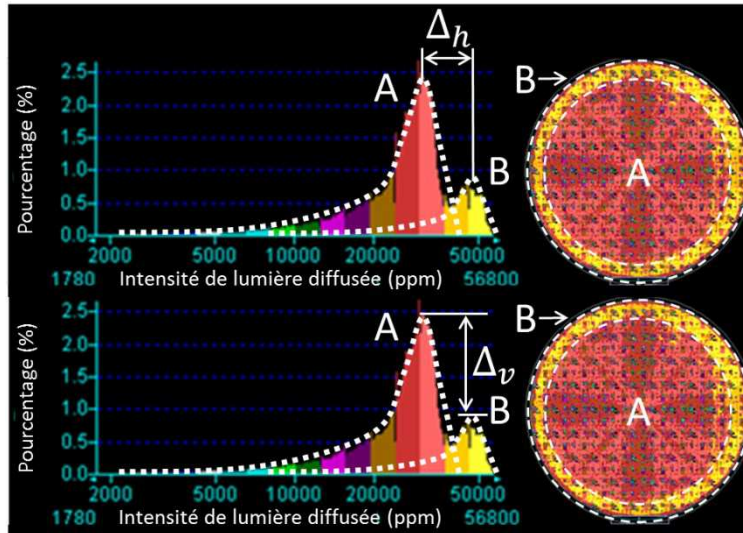 Δh
B→
A
B
A
Pourcentage (%)
2.5
2.0
1.5
1.0
0.5
0.0
2000
5000
10000
20000
50000
1780
Intensité de lumière diffusée (ppm)
56800
B→
A
B
A
Δv
Pourcentage (%)
2.5
2.0
1.5
1.0
0.5
0.0
2000
5000
10000
20000
50000
1780
Intensité de lumière diffusée (ppm)
56800